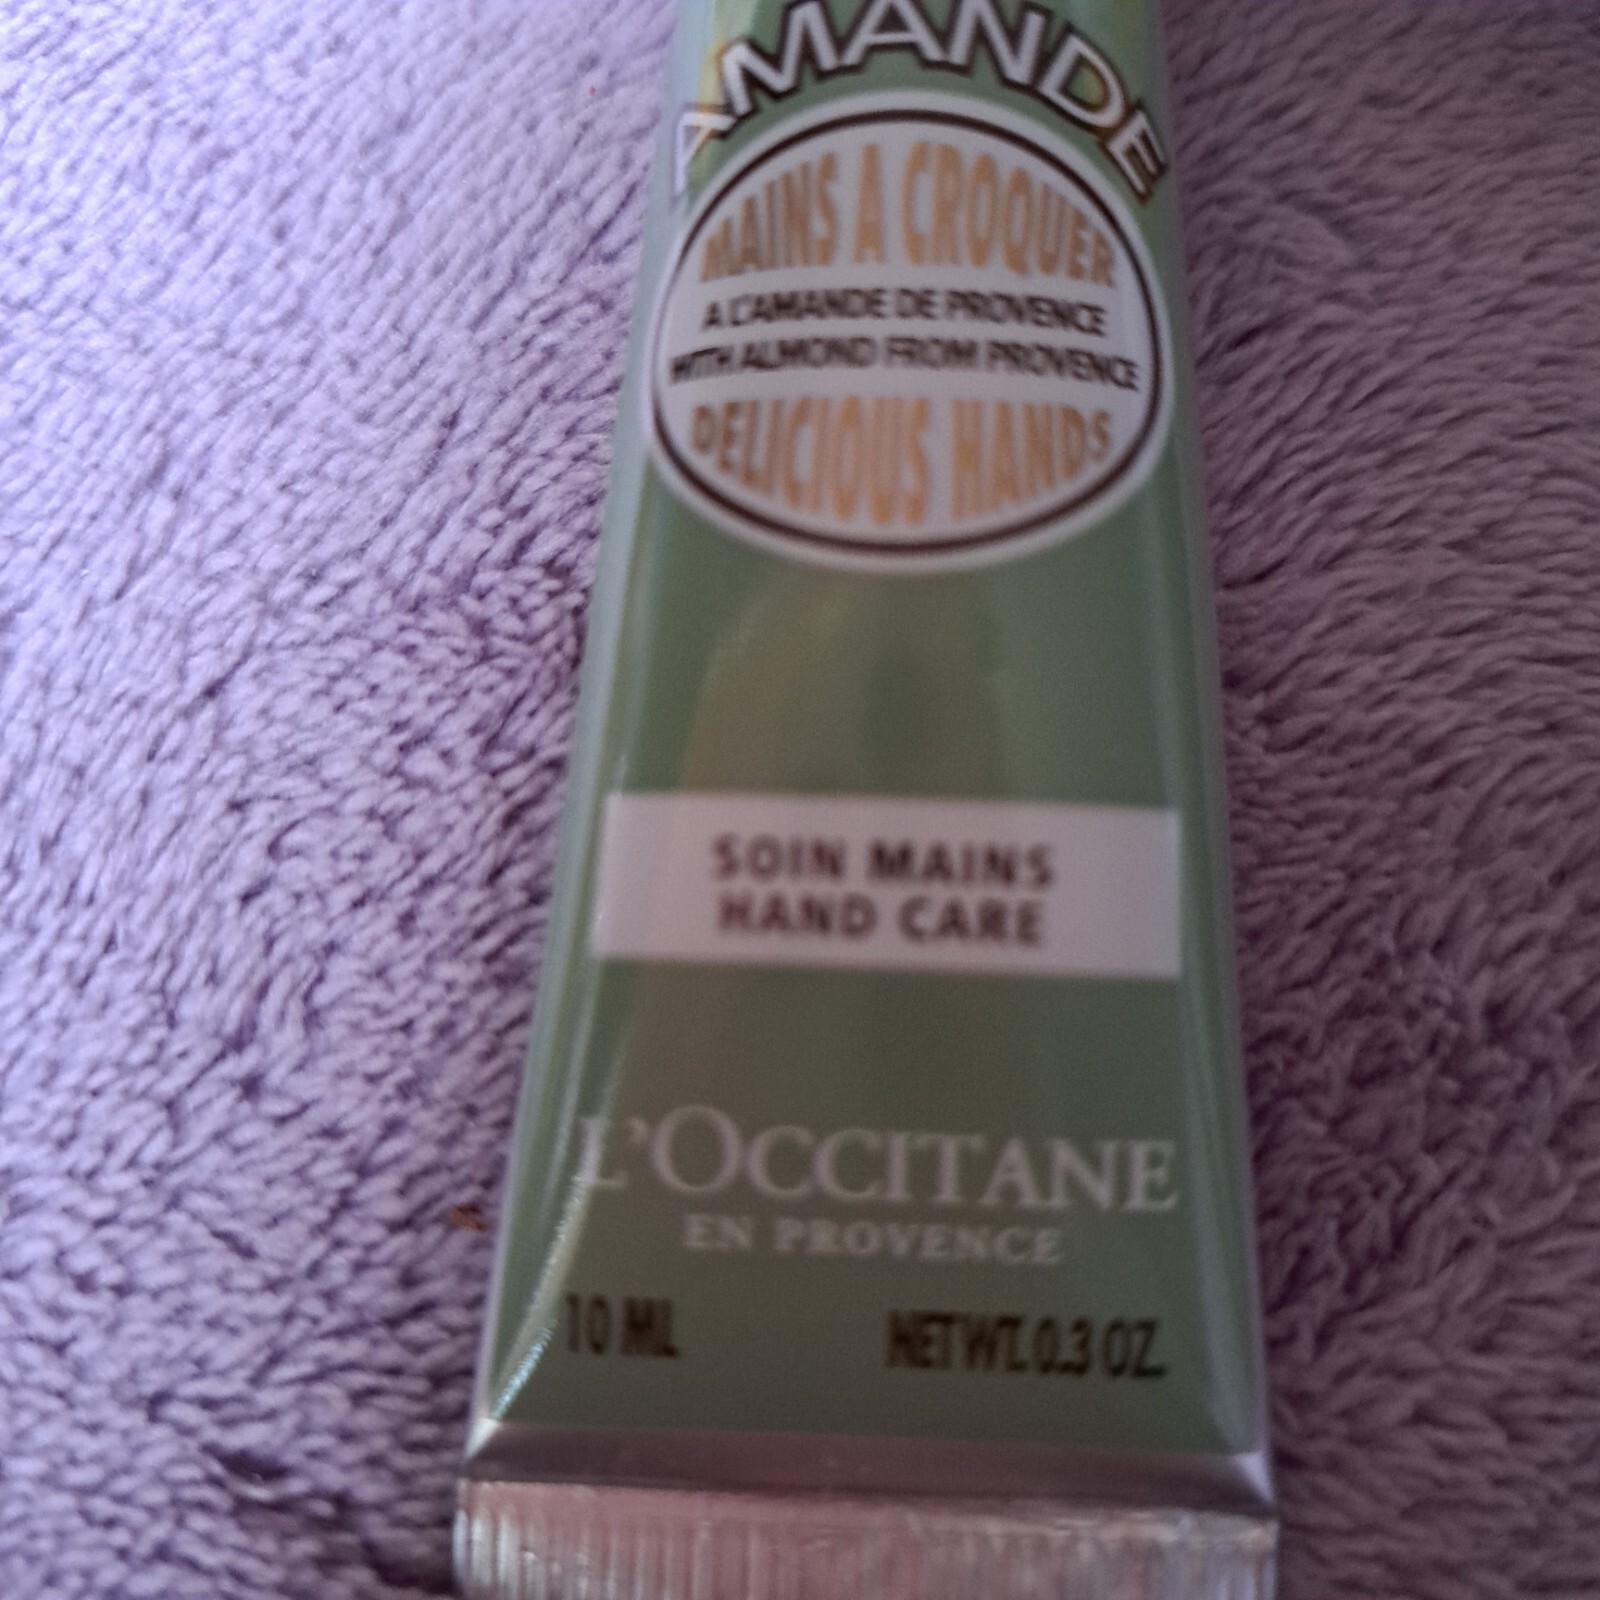 AMANDE
MAINS A CROQUER
A L'AMANDE DE PROVENCE
WITH ALMOND FROM PROVENCE
DELICIOUS HANDS
SOIN MAINS
HAND CARE
L'OCCITANE
EN PROVENCE
10 ML NET WT. 0.3 OZ.